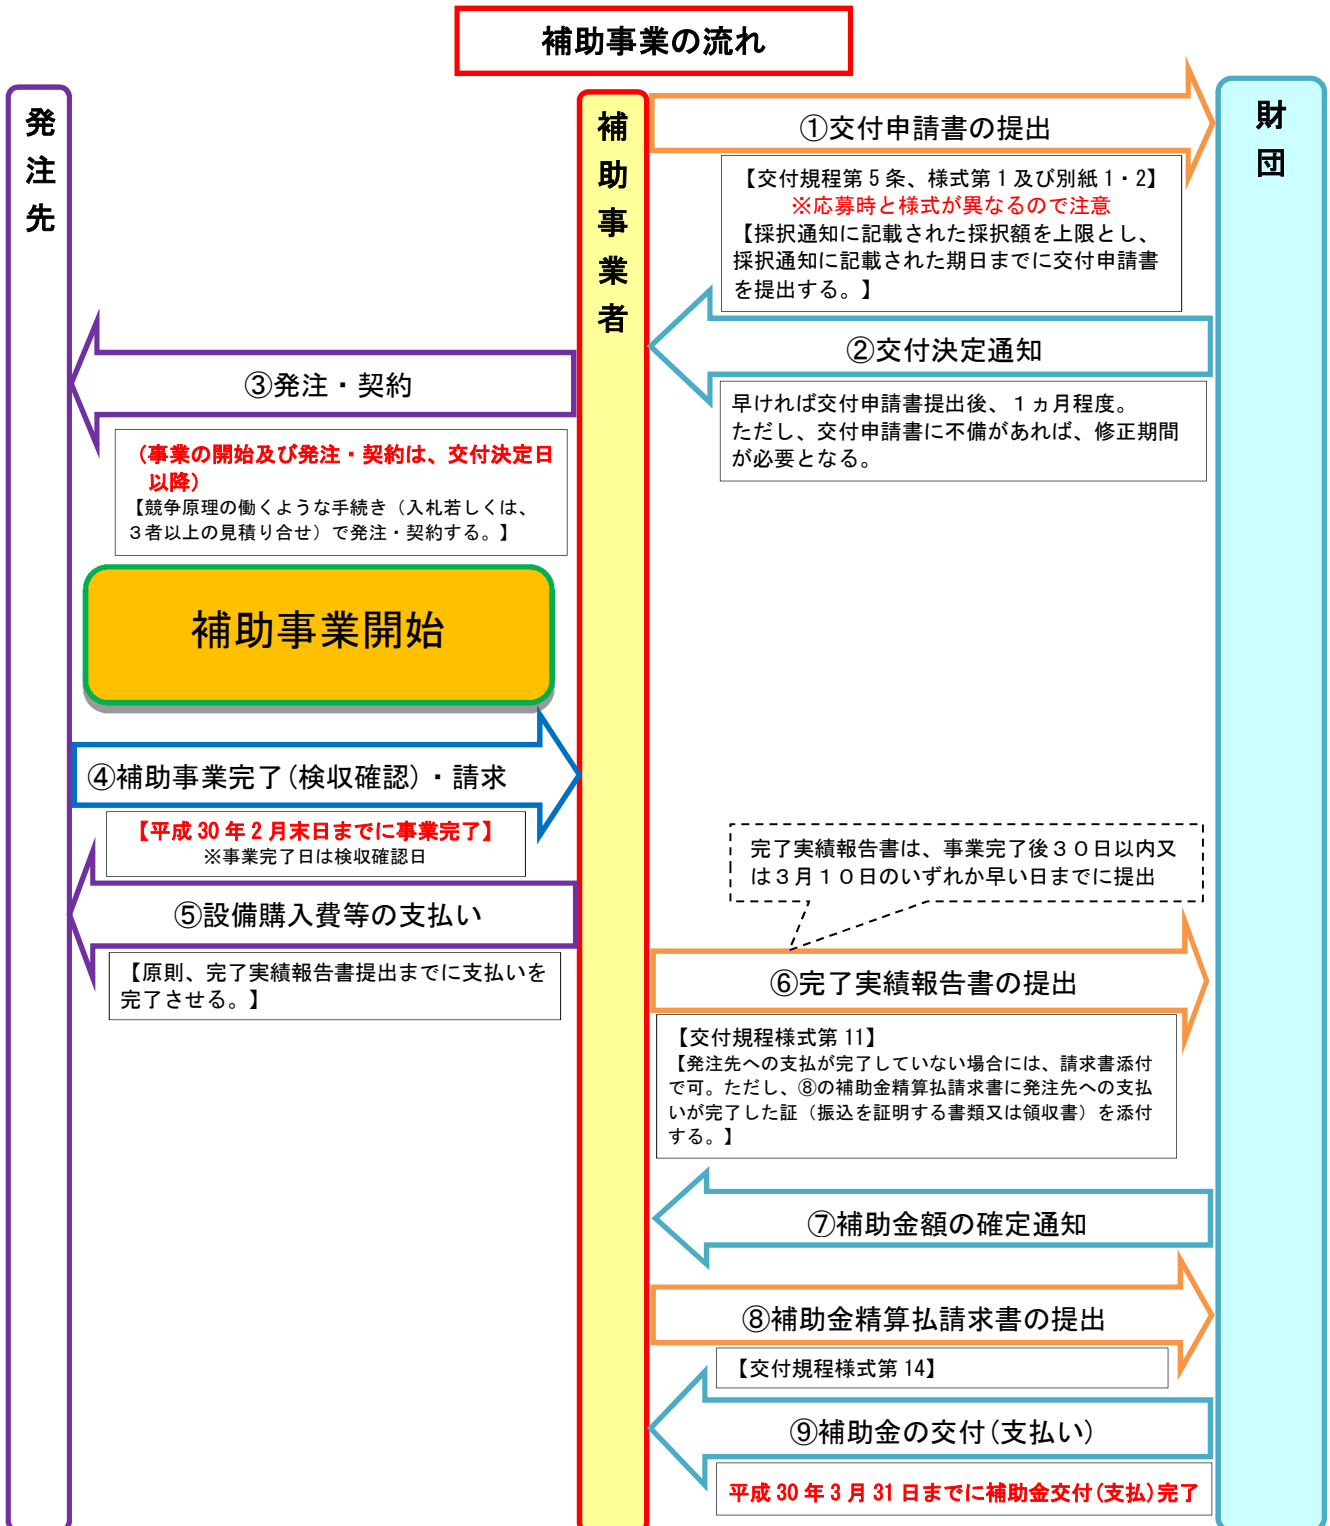 補助事業の流れ
発注先
補助事業者
財団
①交付申請書の提出
【交付規程第５条、様式第１及び別紙１・２】
※応募時と様式が異なるので注意
【採択通知に記載された採択額を上限とし、
採択通知に記載された期日までに交付申請書
を提出する。】
②交付決定通知
早ければ交付申請書提出後、１ヵ月程度。
ただし、交付申請書に不備があれば、修正期間
が必要となる。
③発注・契約
（事業の開始及び発注・契約は、交付決定日
以降）
【競争原理の働くような手続き（入札若しくは、
３者以上の見積り合せ）で発注・契約する。】
補助事業開始
④補助事業完了(検収確認)・請求
【平成 30 年 2 月末日までに事業完了】
※事業完了日は検収確認日
⑤設備購入費等の支払い
【原則、完了実績報告書提出までに支払いを
完了させる。】
完了実績報告書は、事業完了後３０日以内又
は３月１０日のいずれか早い日までに提出
⑥完了実績報告書の提出
【交付規程様式第 11】
【発注先への支払が完了していない場合には、請求書添付
で可。ただし、⑧の補助金精算払請求書に発注先への支払
いが完了した証（振込を証明する書類又は領収書）を添付
する。】
⑦補助金額の確定通知
⑧補助金精算払請求書の提出
【交付規程様式第 14】
⑨補助金の交付(支払い)
平成 30 年 3 月 31 日までに補助金交付(支払)完了